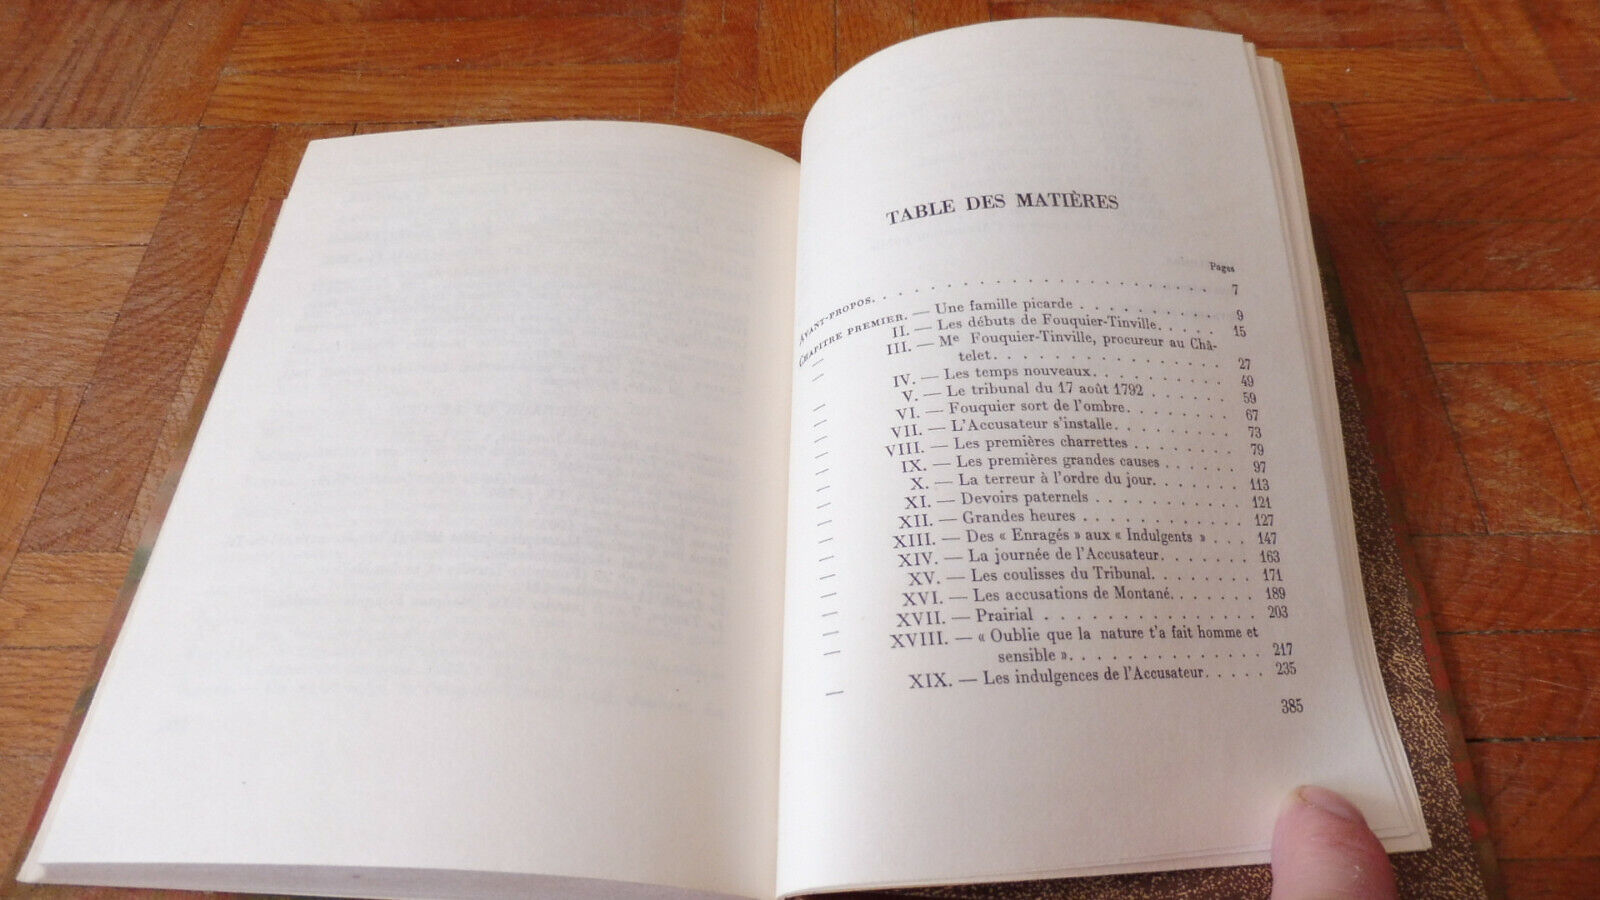 TABLE DES MATIÈRES
Pages
AVANT-PROPOS. . . . . . . . . . . . . . . . . . . 7
CHAPITRE PREMIER. — Une famille picarde . . . . . . . . 9
— II. — Les débuts de Fouquier-Tinville. . . . . 15
— III. — Me Fouquier-Tinville, procureur au Châ-
telet. . . . . . . . . . . . . . . 27
— IV. — Les temps nouveaux. . . . . . . . . . 49
— V. — Le tribunal du 17 août 1792 . . . . . . 59
— VI. — Fouquier sort de l'ombre. . . . . . . . 67
— VII. — L'Accusateur s'installe. . . . . . . . . 73
— VIII. — Les premières charrettes . . . . . . . . 79
— IX. — Les premières grandes causes . . . . . . 97
— X. — La terreur à l'ordre du jour. . . . . . . 113
— XI. — Devoirs paternels . . . . . . . . . . . 121
— XII. — Grandes heures . . . . . . . . . . . . 127
— XIII. — Des « Enragés » aux « Indulgents » . . . 147
— XIV. — La journée de l'Accusateur. . . . . . . 163
— XV. — Les coulisses du Tribunal. . . . . . . . 171
— XVI. — Les accusations de Montané. . . . . . . 189
— XVII. — Prairial . . . . . . . . . . . . . . . 203
— XVIII. — « Oublie que la nature t'a fait homme et
sensible ». . . . . . . . . . . . . . 217
— XIX. — Les indulgences de l'Accusateur. . . . . 235
385